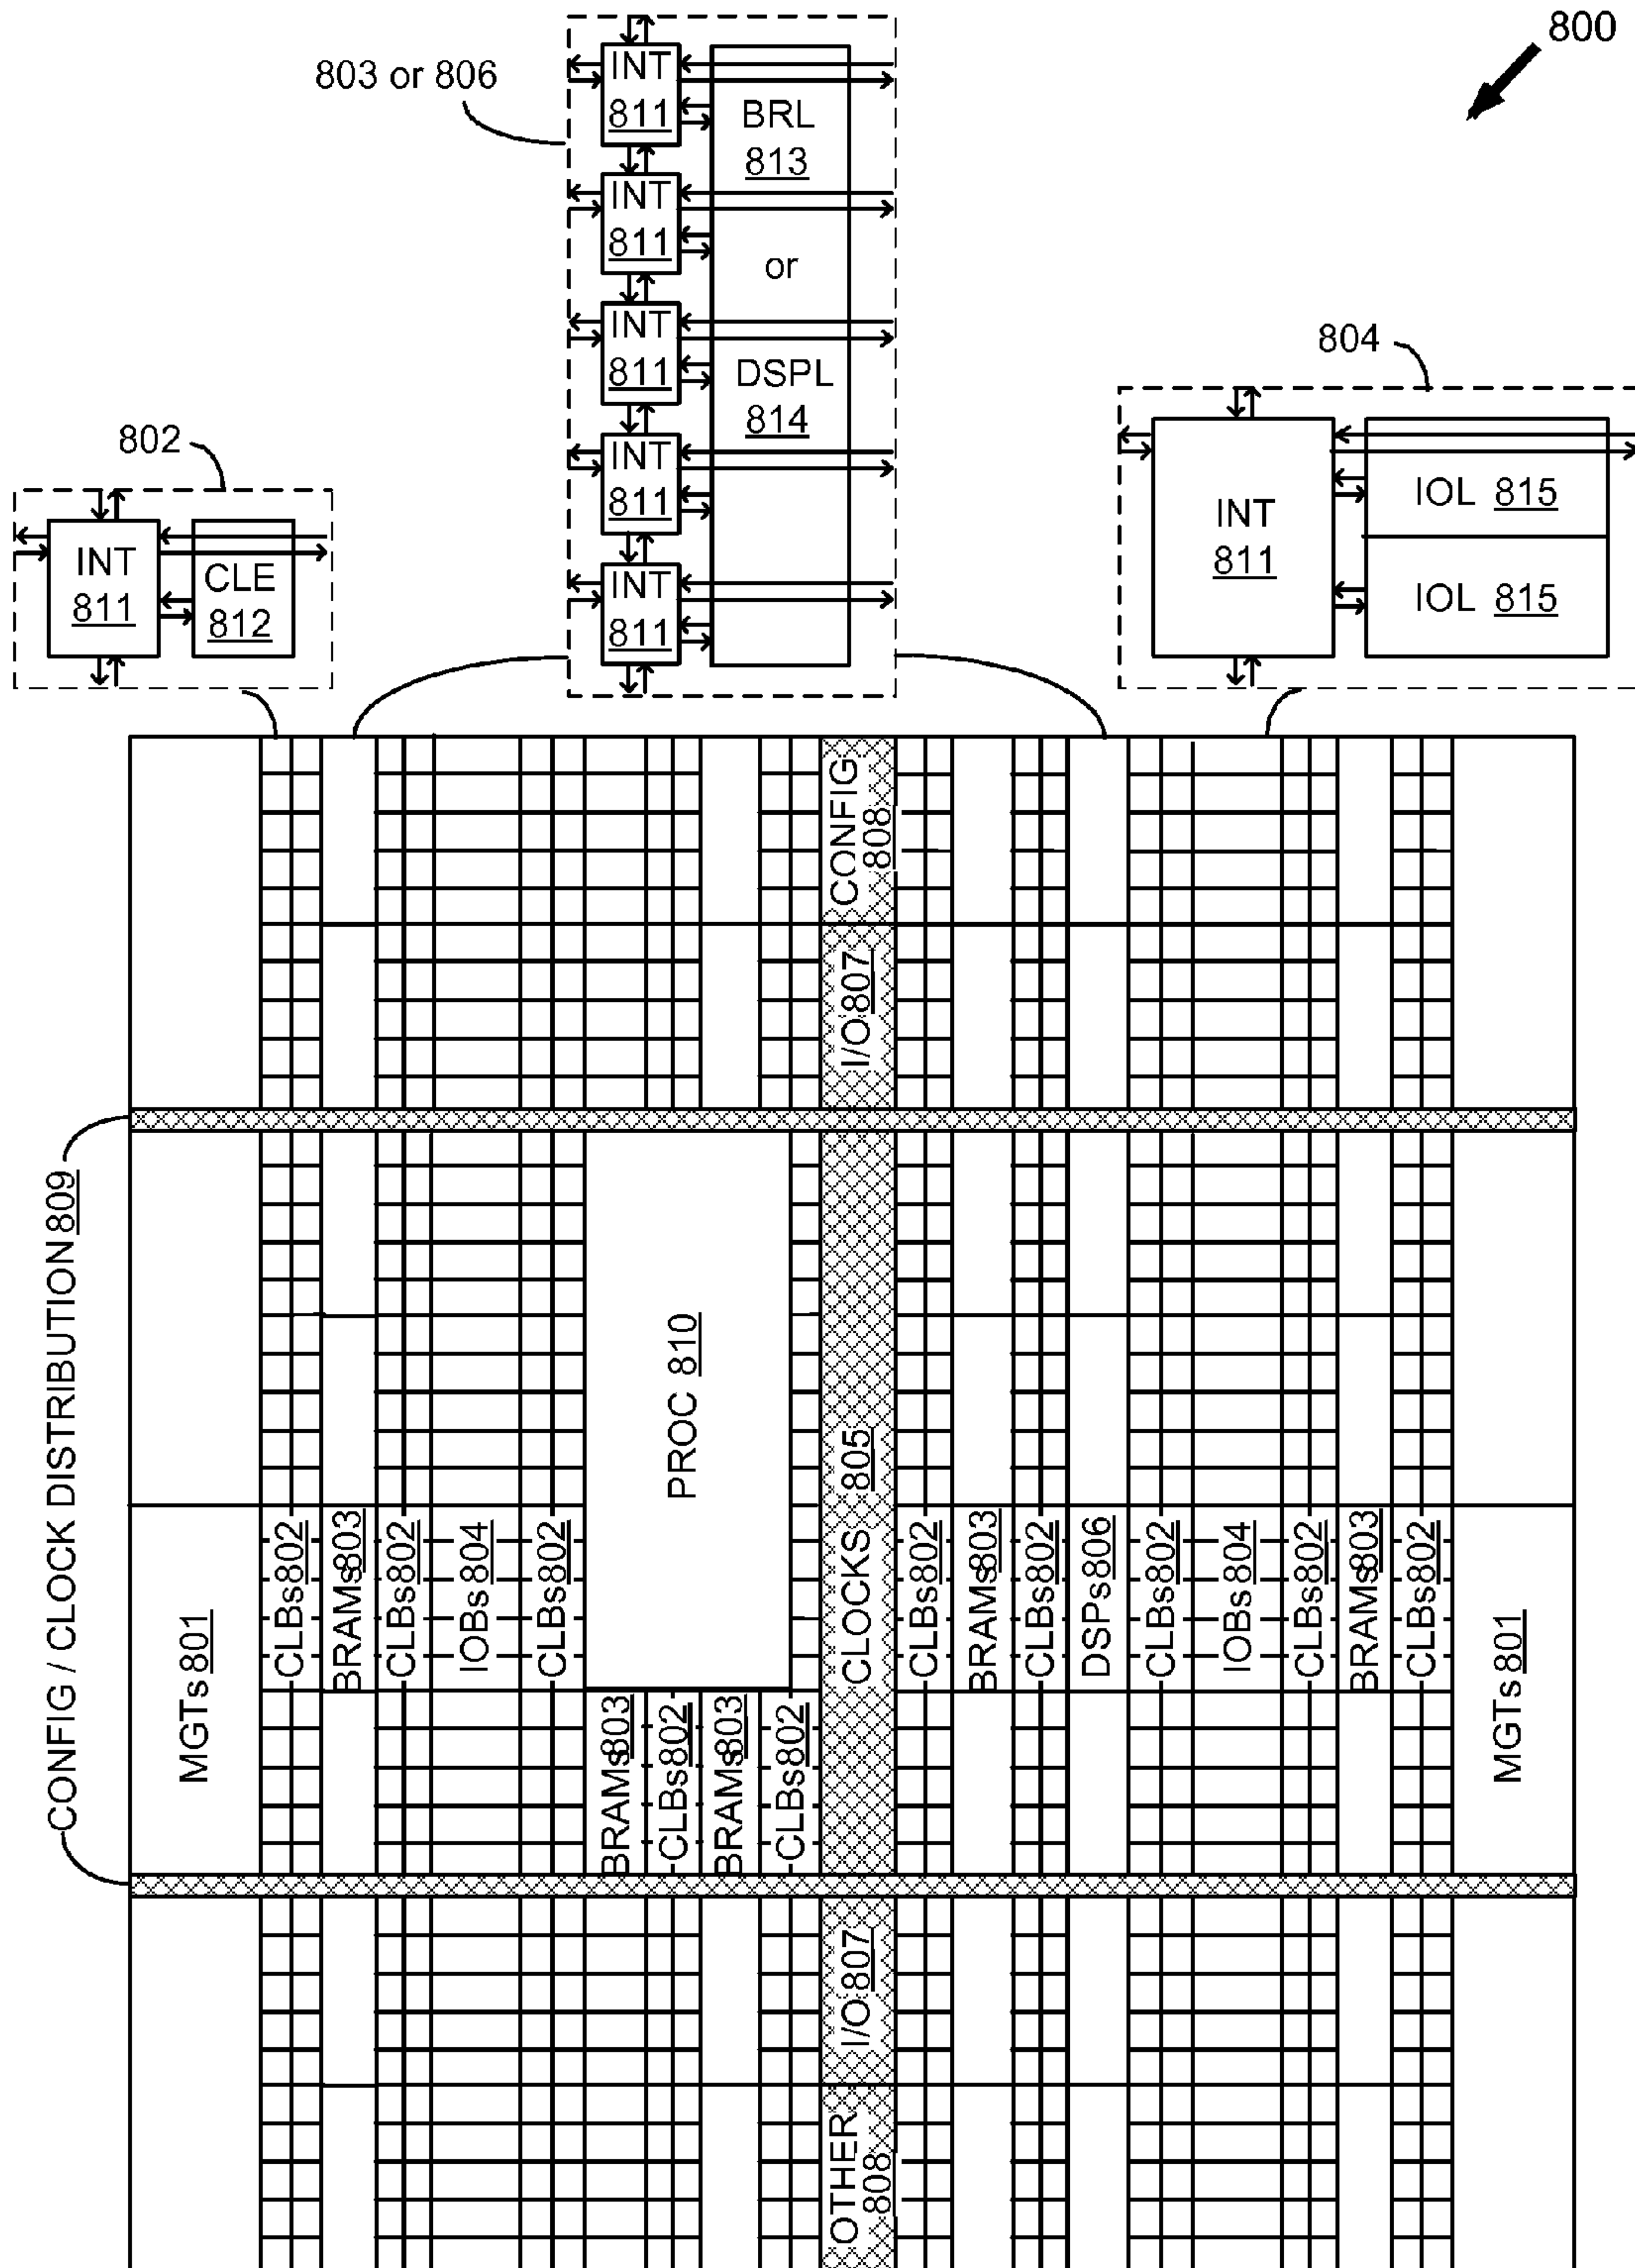 800
803 or 806
INT
811
INT
811
INT
811
INT
811
INT
811
BRL
813
or
DSPL
814
804
INT
811
IOL 815
IOL 815
802
INT
811
CLE
812
CONFIG
808
I/O 807
CONFIG / CLOCK DISTRIBUTION 809
PROC 810
CLOCKS 805
MGTs 801
CLBs 802
BRAMs 803
CLBs 802
IOBs 804
CLBs 802
BRAMs 803
CLBs 802
BRAMs 803
CLBs 802
CLBs 802
BRAMs 803
CLBs 802
DSPs 806
CLBs 802
IOBs 804
CLBs 802
BRAMs 803
CLBs 802
MGTs 801
I/O 807
OTHER
808